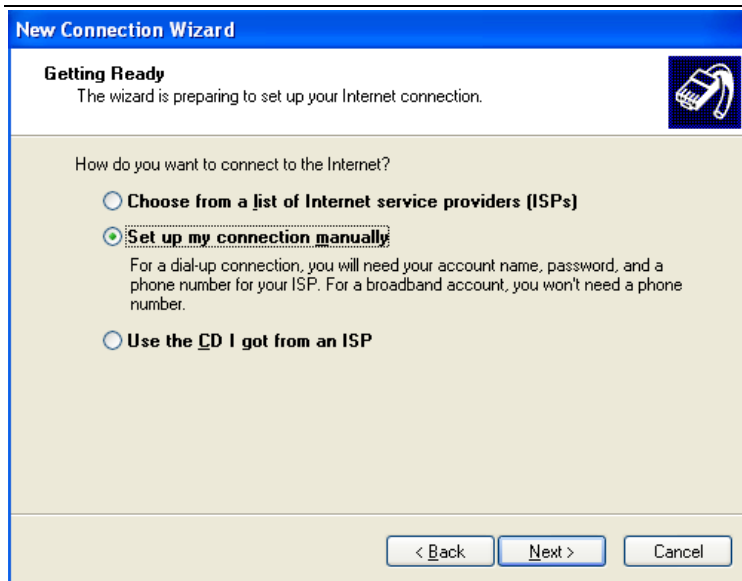 New Connection Wizard
Getting Ready
The wizard is preparing to set up your Internet connection.
How do you want to connect to the Internet?
Choose from a list of Internet service providers (ISPs)
Set up my connection manually
For a dial-up connection, you will need your account name, password, and a
phone number for your ISP. For a broadband account, you won't need a phone
number.
Use the CD I got from an ISP
< Back Next > Cancel